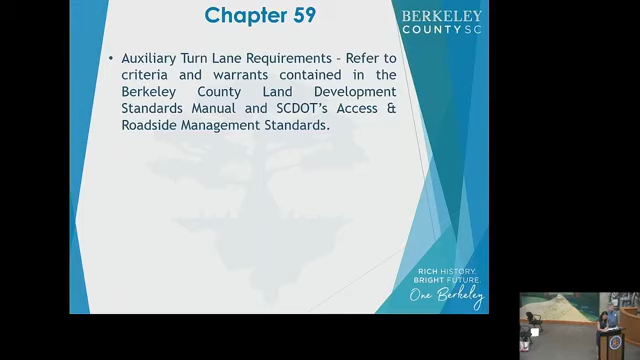 Chapter 59
BERKELEY
COUNTY SC
• Auxiliary Turn Lane Requirements – Refer to
criteria and warrants contained in the
Berkeley County Land Development
Standards Manual and SCDOT's Access &
Roadside Management Standards.
RICH HISTORY.
BRIGHT FUTURE.
One Berkeley